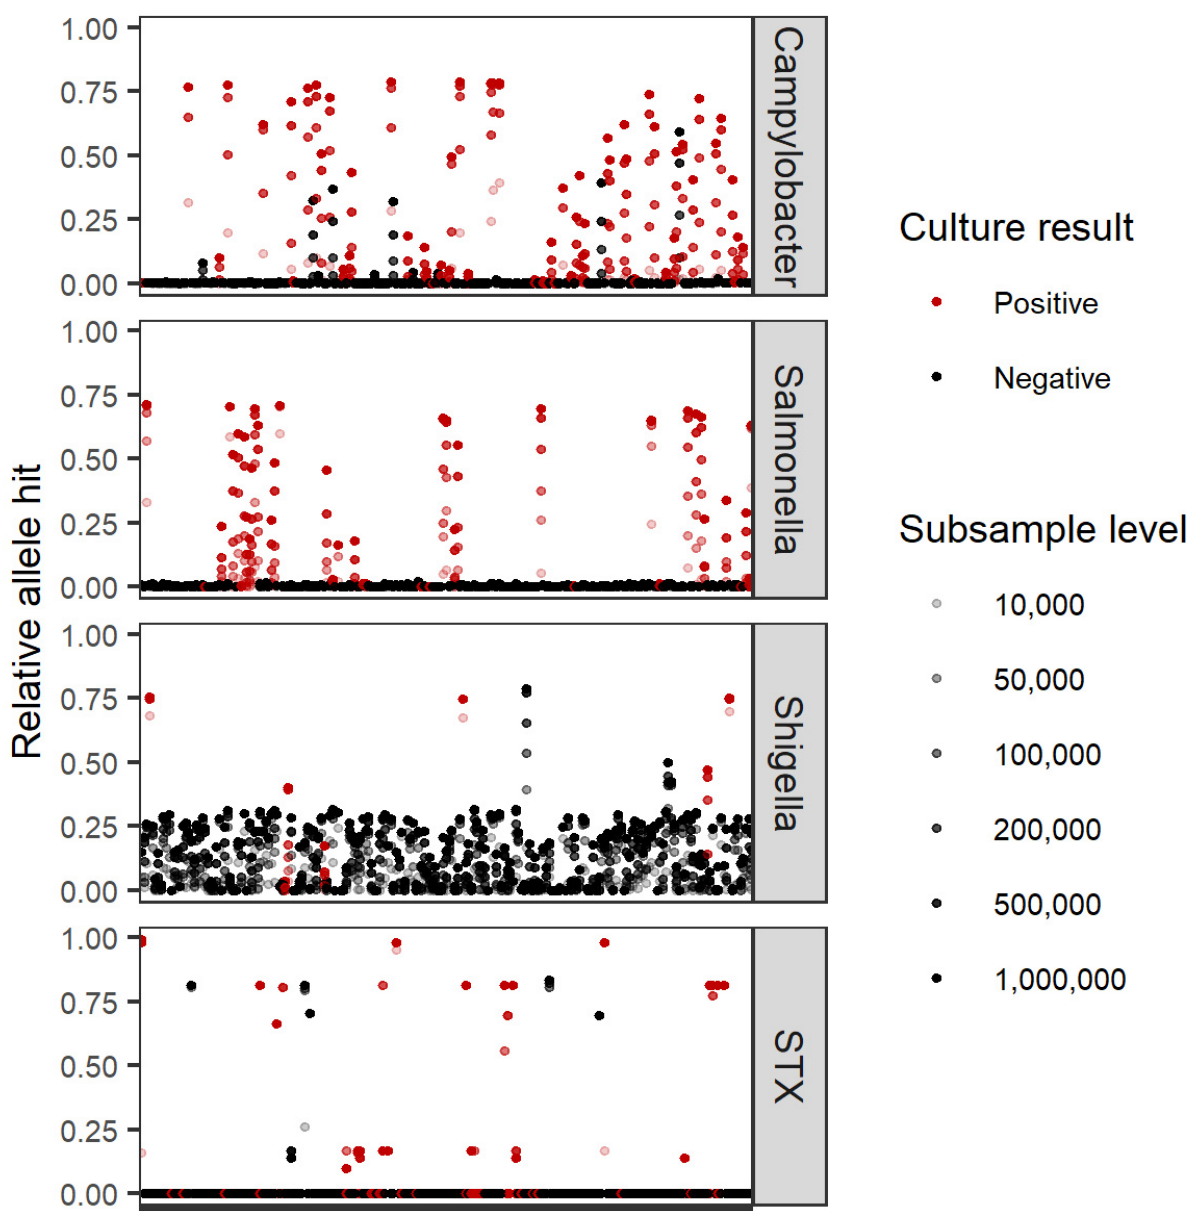 Relative allele hit
1.00
0.75
0.50
0.25
0.00
Campylobacter
1.00
0.75
0.50
0.25
0.00
Salmonella
1.00
0.75
0.50
0.25
0.00
Shigella
1.00
0.75
0.50
0.25
0.00
STX
Culture result
Positive
Negative
Subsample level
10,000
50,000
100,000
200,000
500,000
1,000,000